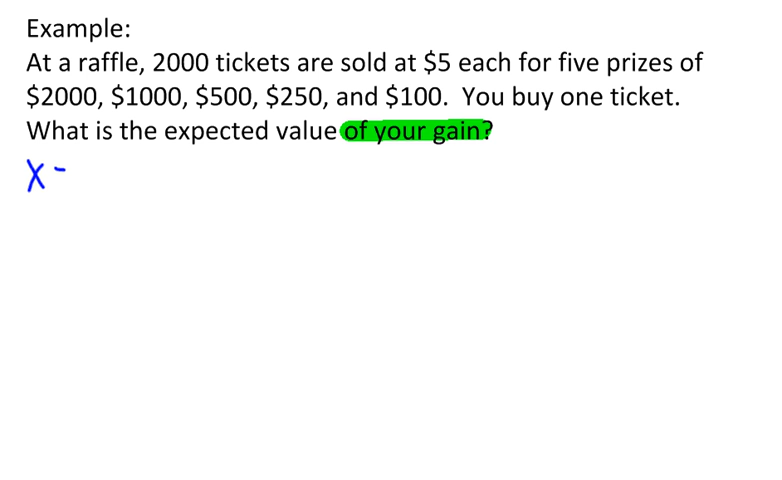 Example:
At a raffle, 2000 tickets are sold at $5 each for five prizes of
$2000, $1000, $500, $250, and $100. You buy one ticket.
What is the expected value of your gain?
X -